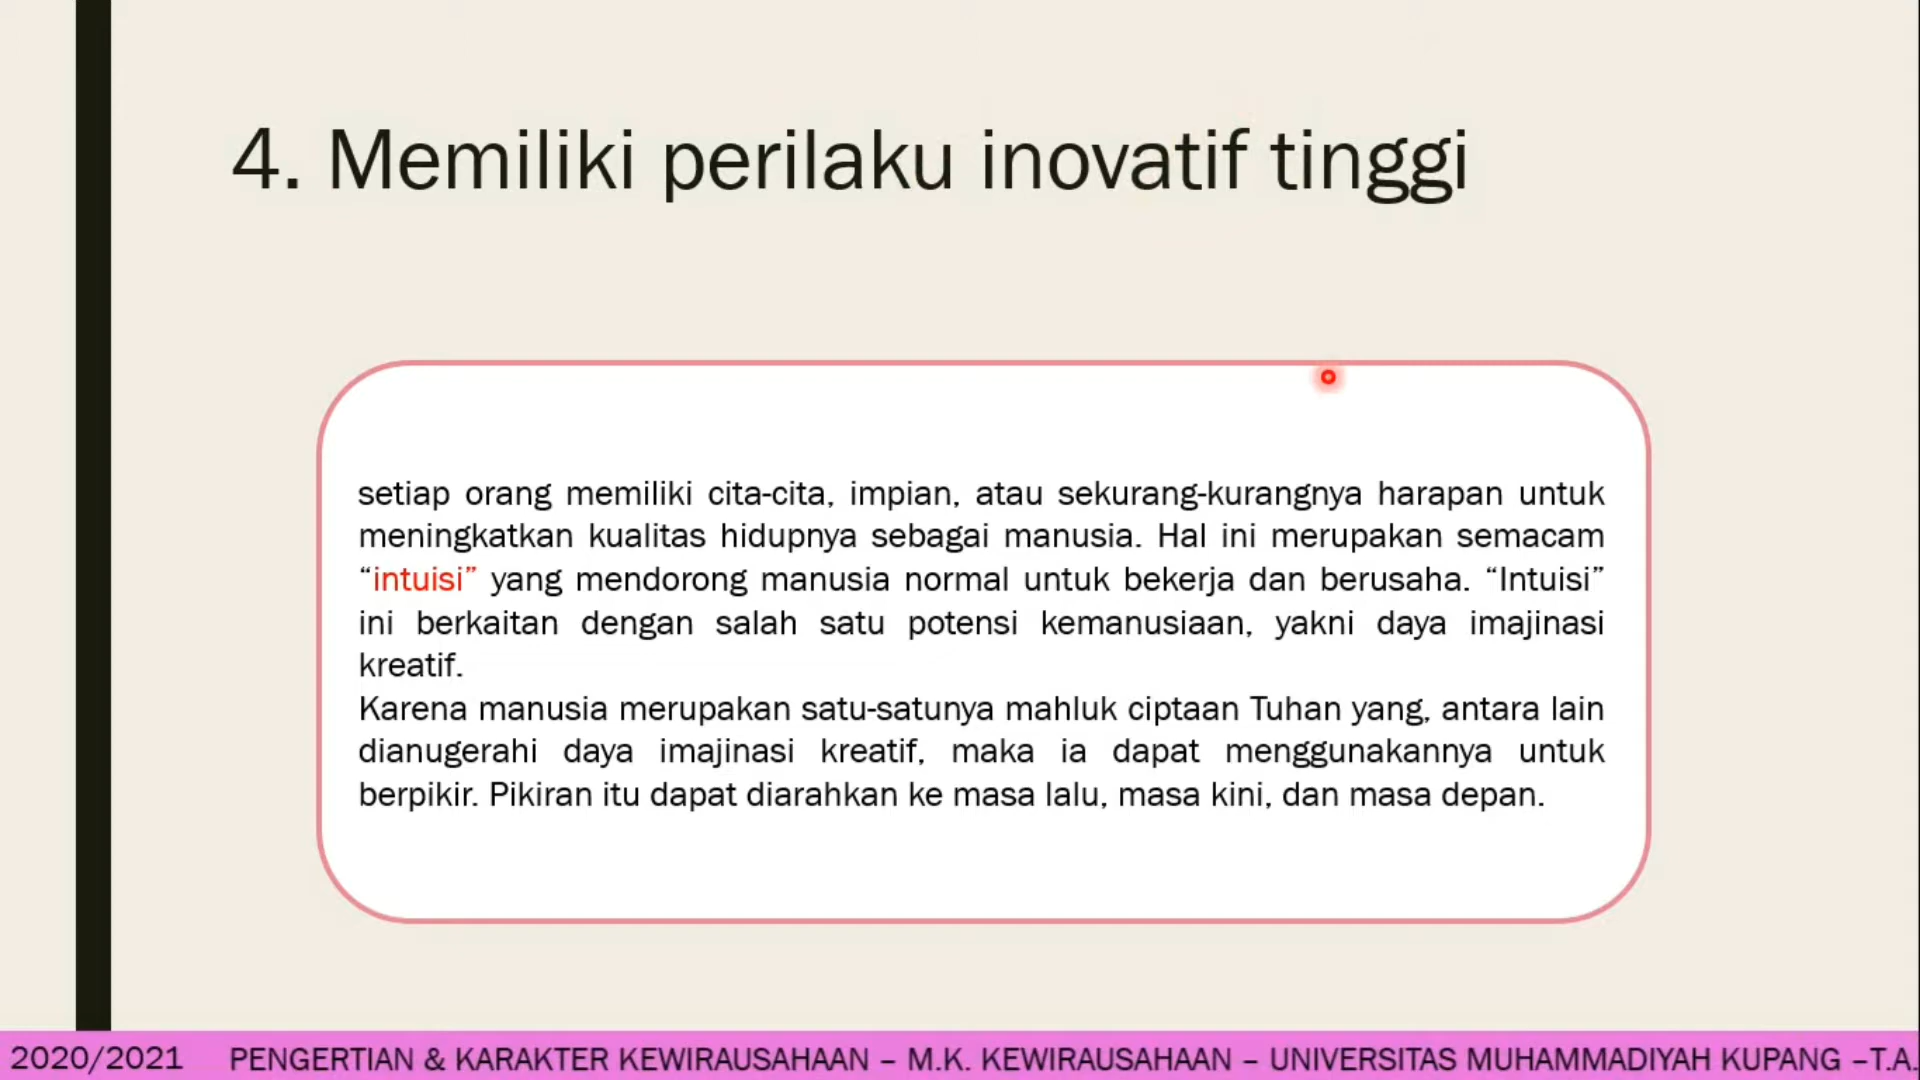 4. Memiliki perilaku inovatif tinggi
setiap orang memiliki cita-cita, impian, atau sekurang-kurangnya harapan untuk
meningkatkan kualitas hidupnya sebagai manusia. Hal ini merupakan semacam
“intuisi” yang mendorong manusia normal untuk bekerja dan berusaha. “Intuisi”
ini berkaitan dengan salah satu potensi kemanusiaan, yakni daya imajinasi
kreatif.
Karena manusia merupakan satu-satunya mahluk ciptaan Tuhan yang, antara lain
dianugerahi daya imajinasi kreatif, maka ia dapat menggunakannya untuk
berpikir. Pikiran itu dapat diarahkan ke masa lalu, masa kini, dan masa depan.
2020/2021 PENGERTIAN & KARAKTER KEWIRAUSAHAAN – M.K. KEWIRAUSAHAAN – UNIVERSITAS MUHAMMADIYAH KUPANG –T.A.